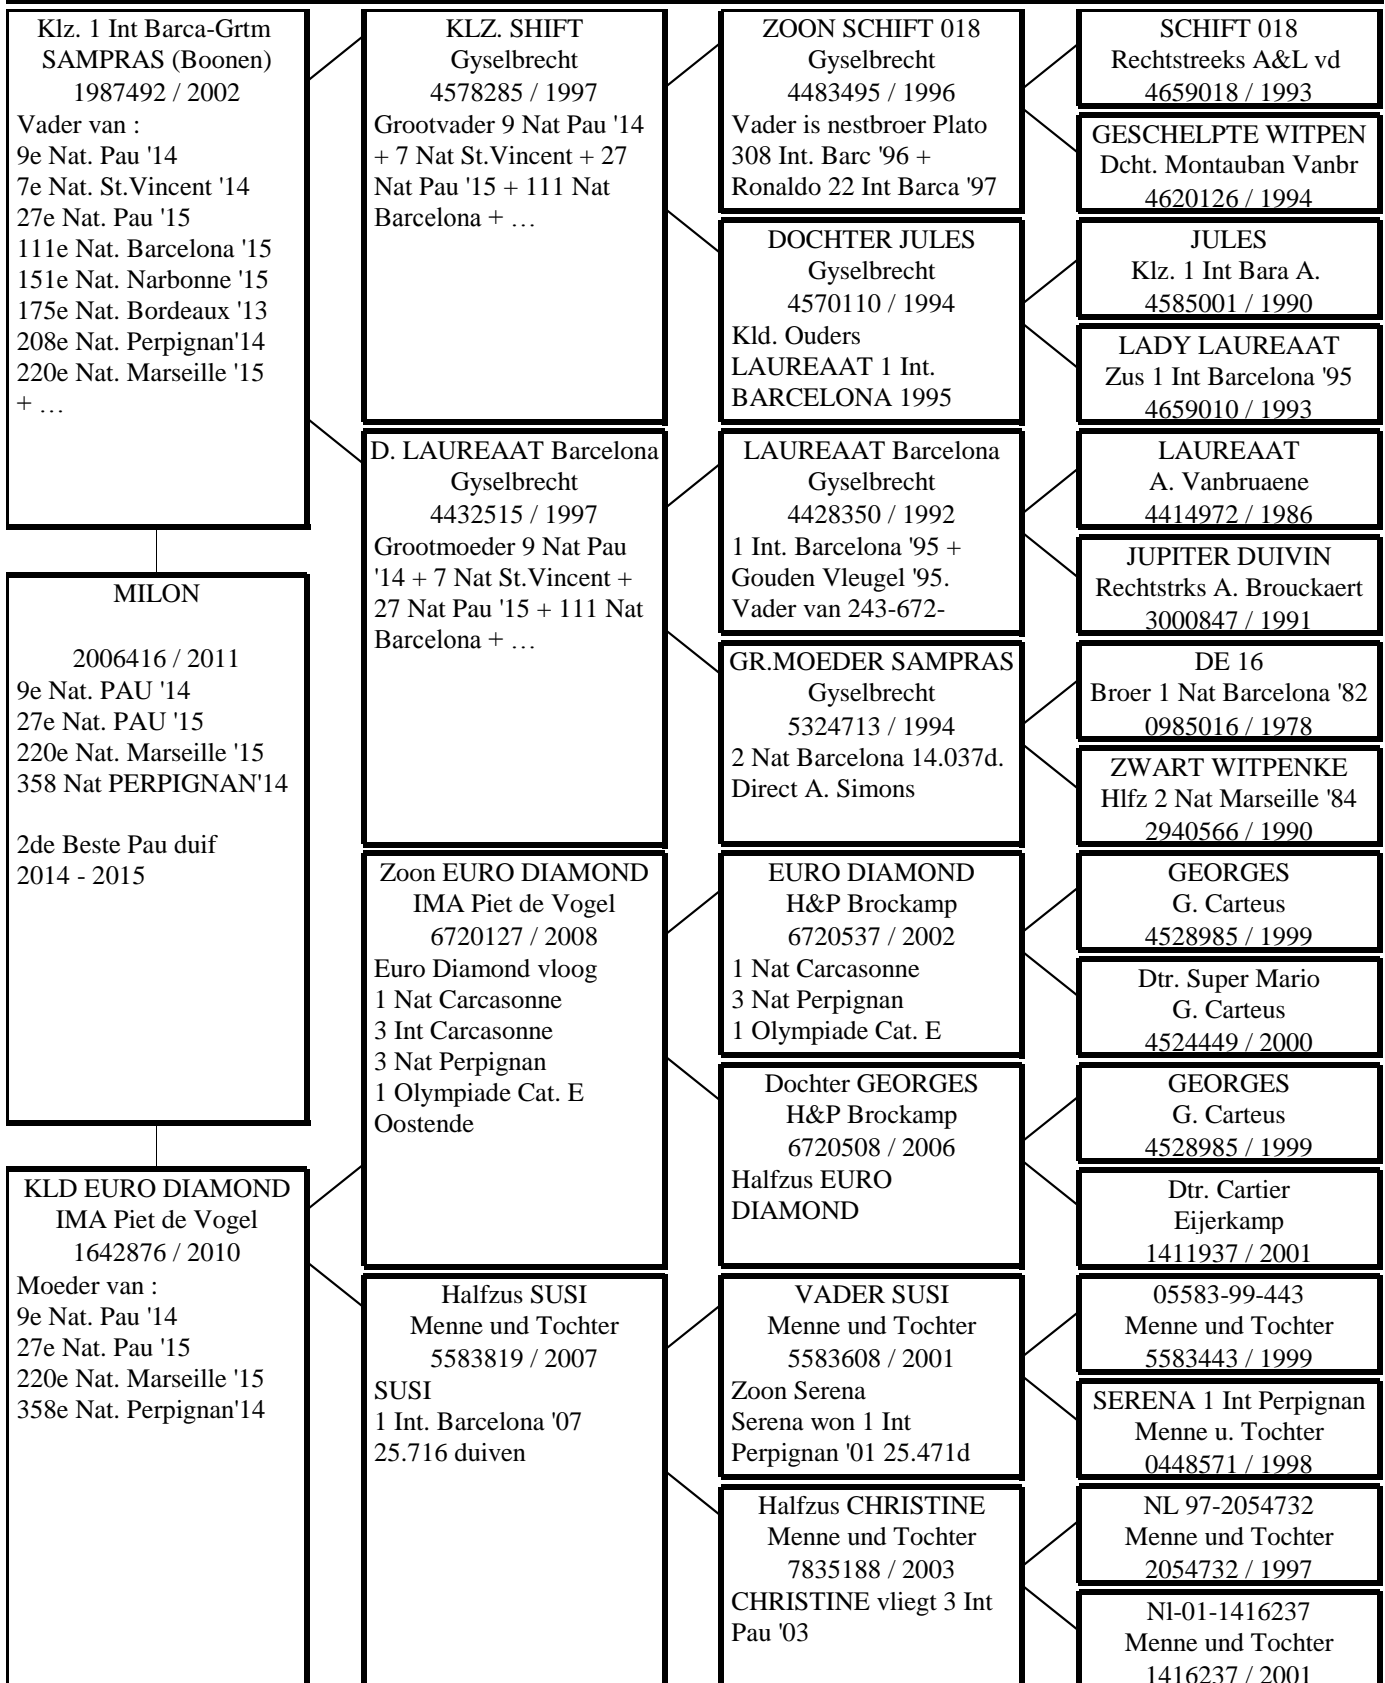 Klz. 1 Int Barca-Grtm
SAMPRAS (Boonen)
1987492 / 2002
Vader van :
9e Nat. Pau '14
7e Nat. St.Vincent '14
27e Nat. Pau '15
111e Nat. Barcelona '15
151e Nat. Narbonne '15
175e Nat. Bordeaux '13
208e Nat. Perpignan'14
220e Nat. Marseille '15
+ …
MILON
2006416 / 2011
9e Nat. PAU '14
27e Nat. PAU '15
220e Nat. Marseille '15
358 Nat PERPIGNAN'14
2de Beste Pau duif
2014 - 2015
KLD EURO DIAMOND
IMA Piet de Vogel
1642876 / 2010
Moeder van :
9e Nat. Pau '14
27e Nat. Pau '15
220e Nat. Marseille '15
358e Nat. Perpignan'14
KLZ. SHIFT
Gyselbrecht
4578285 / 1997
Grootvader 9 Nat Pau '14
+ 7 Nat St.Vincent + 27
Nat Pau '15 + 111 Nat
Barcelona + …
D. LAUREAAT Barcelona
Gyselbrecht
4432515 / 1997
Grootmoeder 9 Nat Pau
'14 + 7 Nat St.Vincent +
27 Nat Pau '15 + 111 Nat
Barcelona + …
Zoon EURO DIAMOND
IMA Piet de Vogel
6720127 / 2008
Euro Diamond vloog
1 Nat Carcasonne
3 Int Carcasonne
3 Nat Perpignan
1 Olympiade Cat. E
Oostende
Halfzus SUSI
Menne und Tochter
5583819 / 2007
SUSI
1 Int. Barcelona '07
25.716 duiven
ZOON SCHIFT 018
Gyselbrecht
4483495 / 1996
Vader is nestbroer Plato
308 Int. Barc '96 +
Ronaldo 22 Int Barca '97
DOCHTER JULES
Gyselbrecht
4570110 / 1994
Kld. Ouders
LAUREAAT 1 Int.
BARCELONA 1995
LAUREAAT Barcelona
Gyselbrecht
4428350 / 1992
1 Int. Barcelona '95 +
Gouden Vleugel '95.
Vader van 243-672-
GR.MOEDER SAMPRAS
Gyselbrecht
5324713 / 1994
2 Nat Barcelona 14.037d.
Direct A. Simons
EURO DIAMOND
H&P Brockamp
6720537 / 2002
1 Nat Carcasonne
3 Nat Perpignan
1 Olympiade Cat. E
Dochter GEORGES
H&P Brockamp
6720508 / 2006
Halfzus EURO
DIAMOND
VADER SUSI
Menne und Tochter
5583608 / 2001
Zoon Serena
Serena won 1 Int
Perpignan '01 25.471d
Halfzus CHRISTINE
Menne und Tochter
7835188 / 2003
CHRISTINE vliegt 3 Int
Pau '03
SCHIFT 018
Rechtstreeks A&L vd
4659018 / 1993
GESCHELPTE WITPEN
Dcht. Montauban Vanbr
4620126 / 1994
JULES
Klz. 1 Int Bara A.
4585001 / 1990
LADY LAUREAAT
Zus 1 Int Barcelona '95
4659010 / 1993
LAUREAAT
A. Vanbruaene
4414972 / 1986
JUPITER DUIVIN
Rechtstrks A. Brouckaert
3000847 / 1991
DE 16
Broer 1 Nat Barcelona '82
0985016 / 1978
ZWART WITPENKE
Hlfz 2 Nat Marseille '84
2940566 / 1990
GEORGES
G. Carteus
4528985 / 1999
Dtr. Super Mario
G. Carteus
4524449 / 2000
GEORGES
G. Carteus
4528985 / 1999
Dtr. Cartier
Eijerkamp
1411937 / 2001
05583-99-443
Menne und Tochter
5583443 / 1999
SERENA 1 Int Perpignan
Menne u. Tochter
0448571 / 1998
NL 97-2054732
Menne und Tochter
2054732 / 1997
Nl-01-1416237
Menne und Tochter
1416237 / 2001